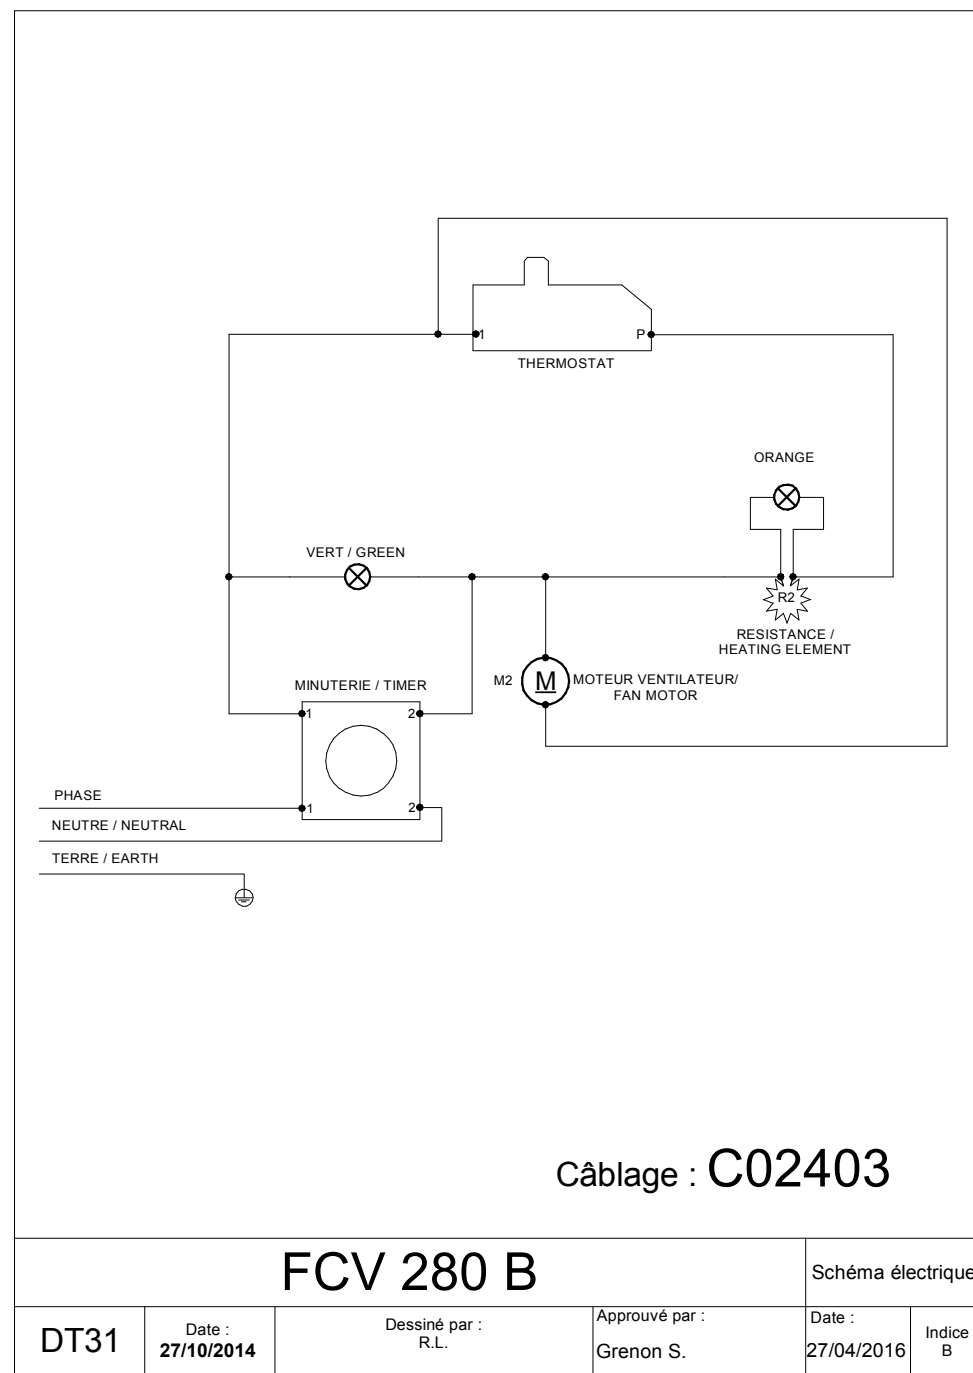 1
P
THERMOSTAT
ORANGE
VERT / GREEN
R2
RESISTANCE /
HEATING ELEMENT
M2
M
MOTEUR VENTILATEUR/
FAN MOTOR
MINUTERIE / TIMER
1
2
PHASE
1
2
NEUTRE / NEUTRAL
TERRE / EARTH
Câblage : C02403
FCV 280 B
Schéma électrique
DT31
Date :
27/10/2014
Dessiné par :
R.L.
Approuvé par :
Grenon S.
Date :
27/04/2016
Indice
B